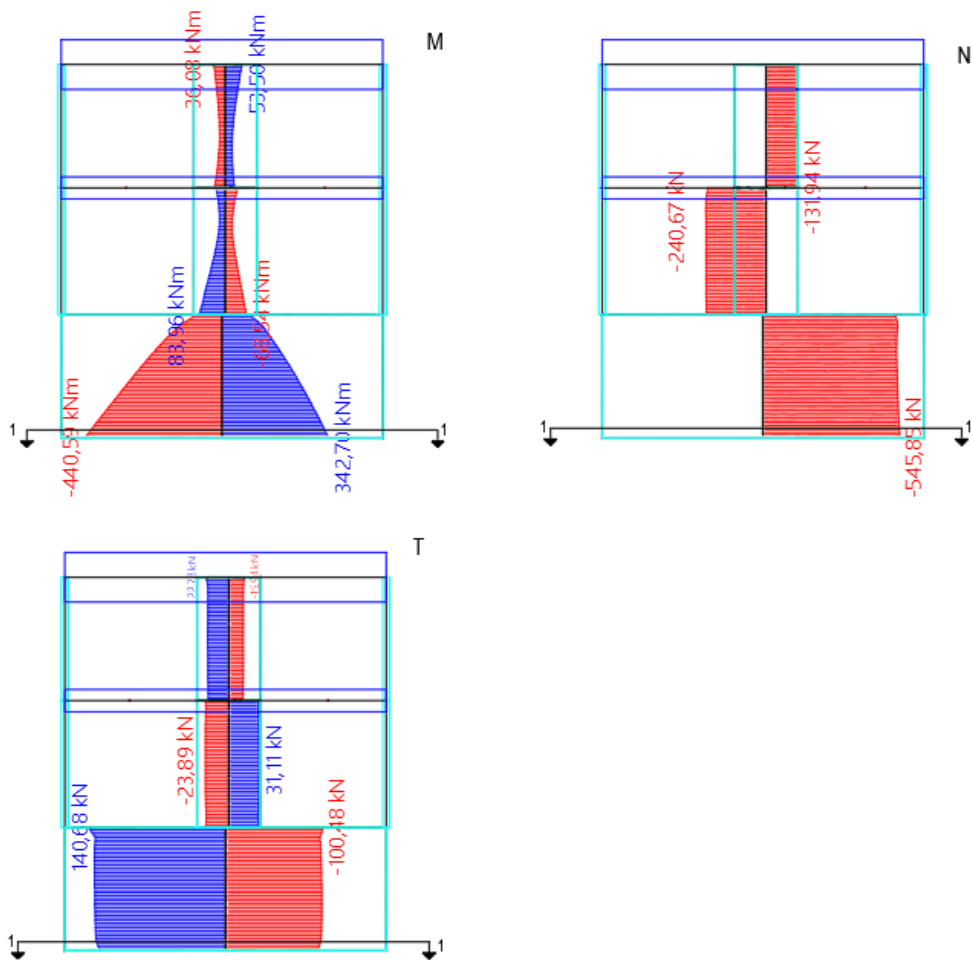 M
36,08 kNm
53,50 kNm
83,96 kNm
-63,54 kNm
1
1
-440,59 kNm
342,70 kNm
N
-240,67 kN
-131,94 kN
1
1
-545,85 kN
T
-23,89 kN
31,11 kN
140,68 kN
-100,48 kN
1
1